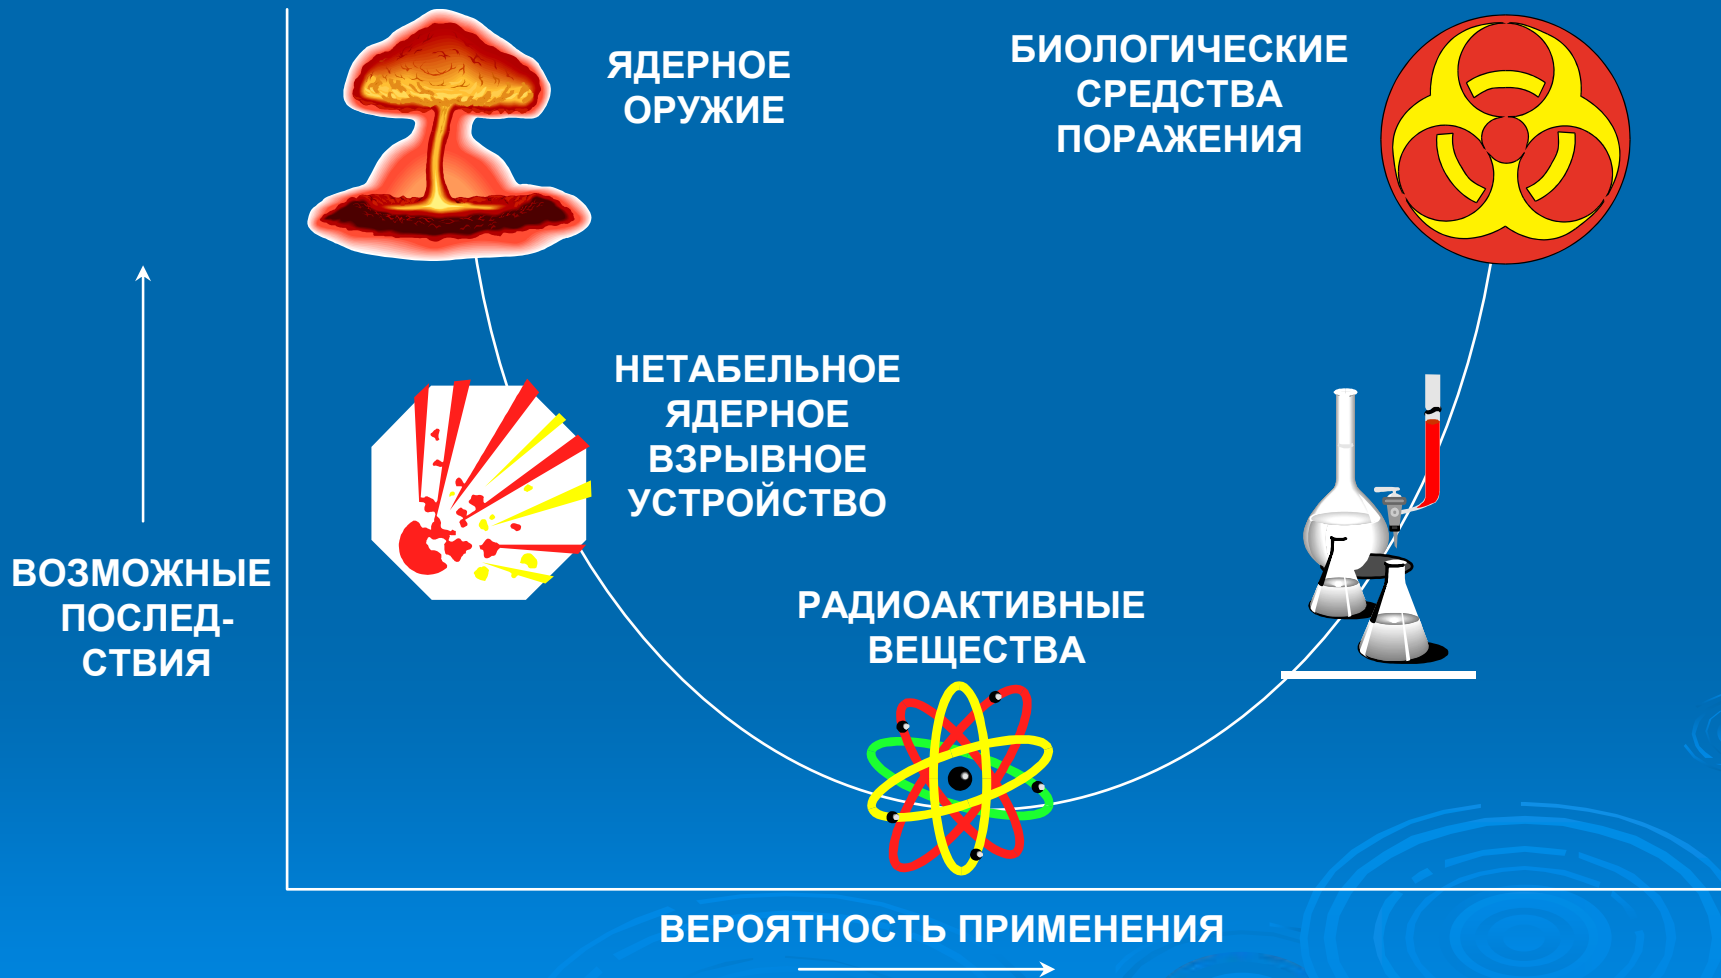 ЯДЕРНОЕ
ОРУЖИЕ
БИОЛОГИЧЕСКИЕ
СРЕДСТВА
ПОРАЖЕНИЯ
НЕТАБЕЛЬНОЕ
ЯДЕРНОЕ
ВЗРЫВНОЕ
УСТРОЙСТВО
ВОЗМОЖНЫЕ
ПОСЛЕД-
СТВИЯ
РАДИОАКТИВНЫЕ
ВЕЩЕСТВА
ВЕРОЯТНОСТЬ ПРИМЕНЕНИЯ